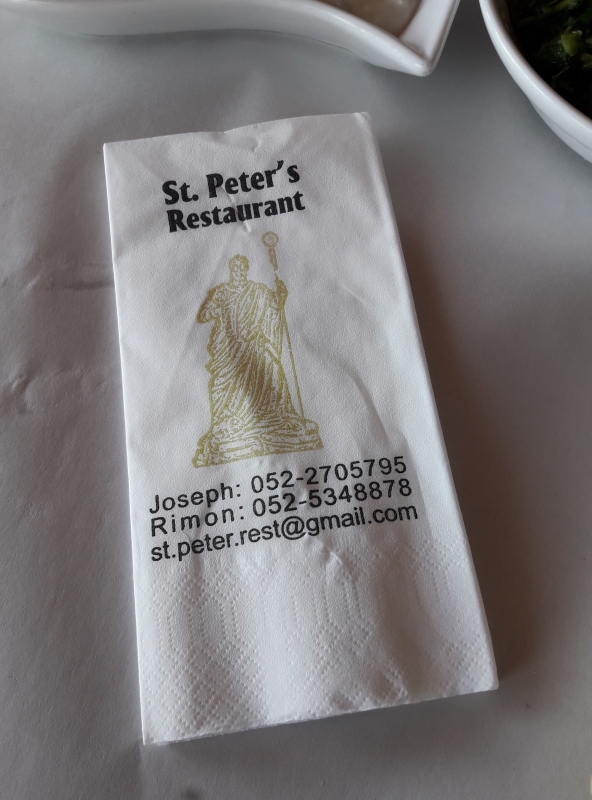 St. Peter's
Restaurant
Joseph: 052-2705795
Rimon: 052-5348878
st.peter.rest@gmail.com